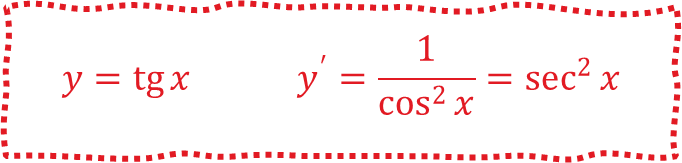 y = tg x y′ = 1/cos² x = sec² x